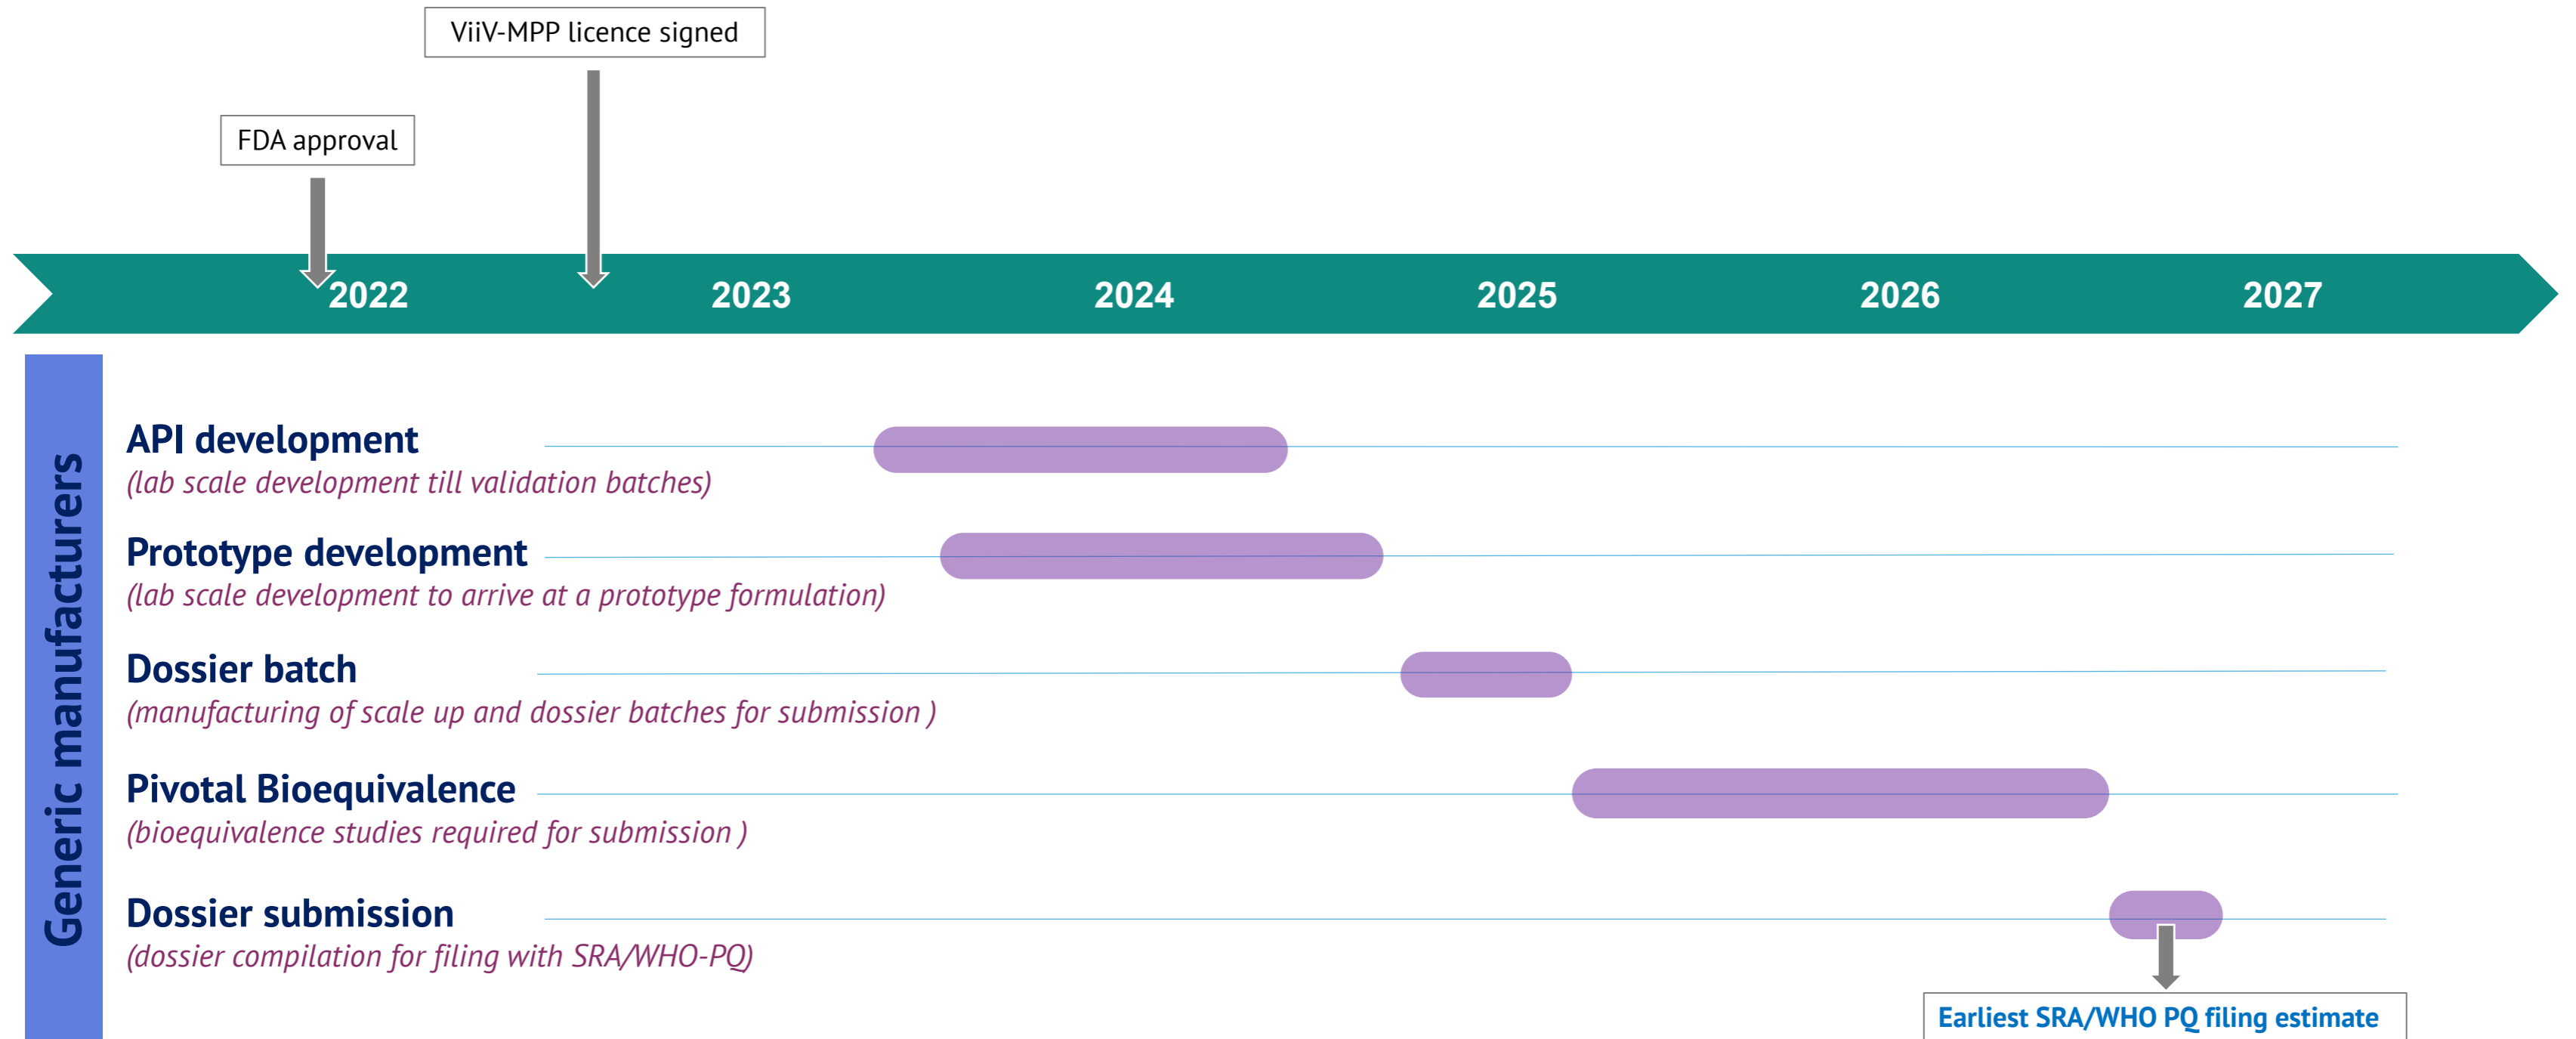 ViiV-MPP licence signed
FDA approval
2022 2023 2024 2025 2026 2027
Generic manufacturers
API development
(lab scale development till validation batches)
Prototype development
(lab scale development to arrive at a prototype formulation)
Dossier batch
(manufacturing of scale up and dossier batches for submission )
Pivotal Bioequivalence
(bioequivalence studies required for submission )
Dossier submission
(dossier compilation for filing with SRA/WHO-PQ)
Earliest SRA/WHO PQ filing estimate